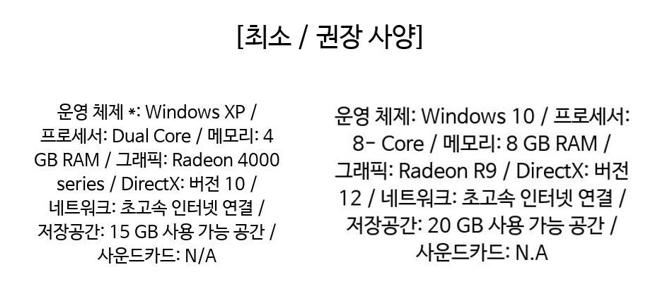 [최소 / 권장 사양]
운영 체제 *: Windows XP /
프로세서: Dual Core / 메모리: 4
GB RAM / 그래픽: Radeon 4000
series / DirectX: 버전 10 /
네트워크: 초고속 인터넷 연결 /
저장공간: 15 GB 사용 가능 공간 /
사운드카드: N/A
운영 체제: Windows 10 / 프로세서:
8- Core / 메모리: 8 GB RAM /
그래픽: Radeon R9 / DirectX: 버전
12 / 네트워크: 초고속 인터넷 연결 /
저장공간: 20 GB 사용 가능 공간 /
사운드카드: N.A